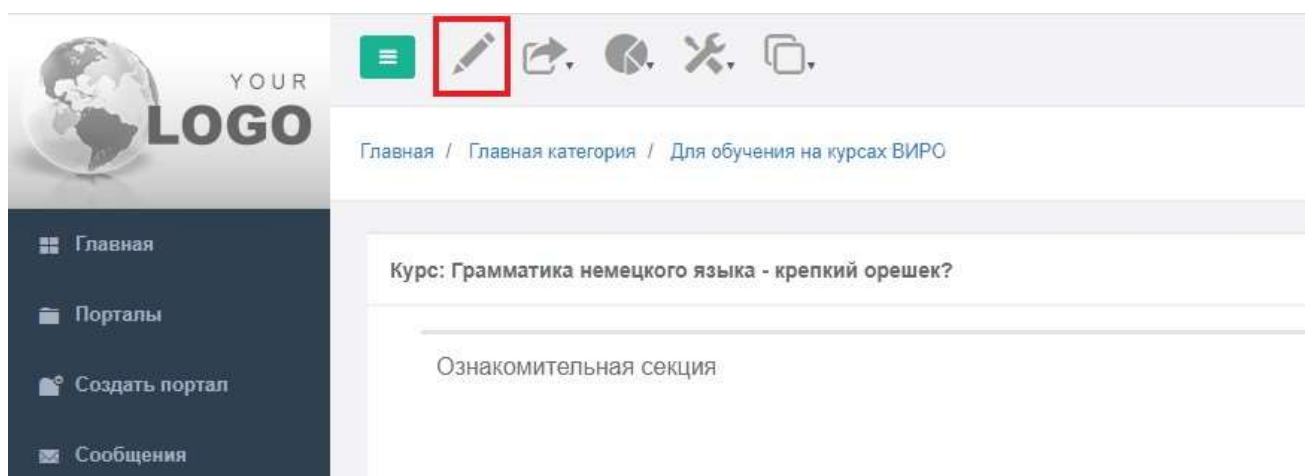 YOUR
LOGO
Главная / Главная категория / Для обучения на курсах ВИРО
Главная
Порталы
Создать портал
Сообщения
Курс: Грамматика немецкого языка - крепкий орешек?
Ознакомительная секция